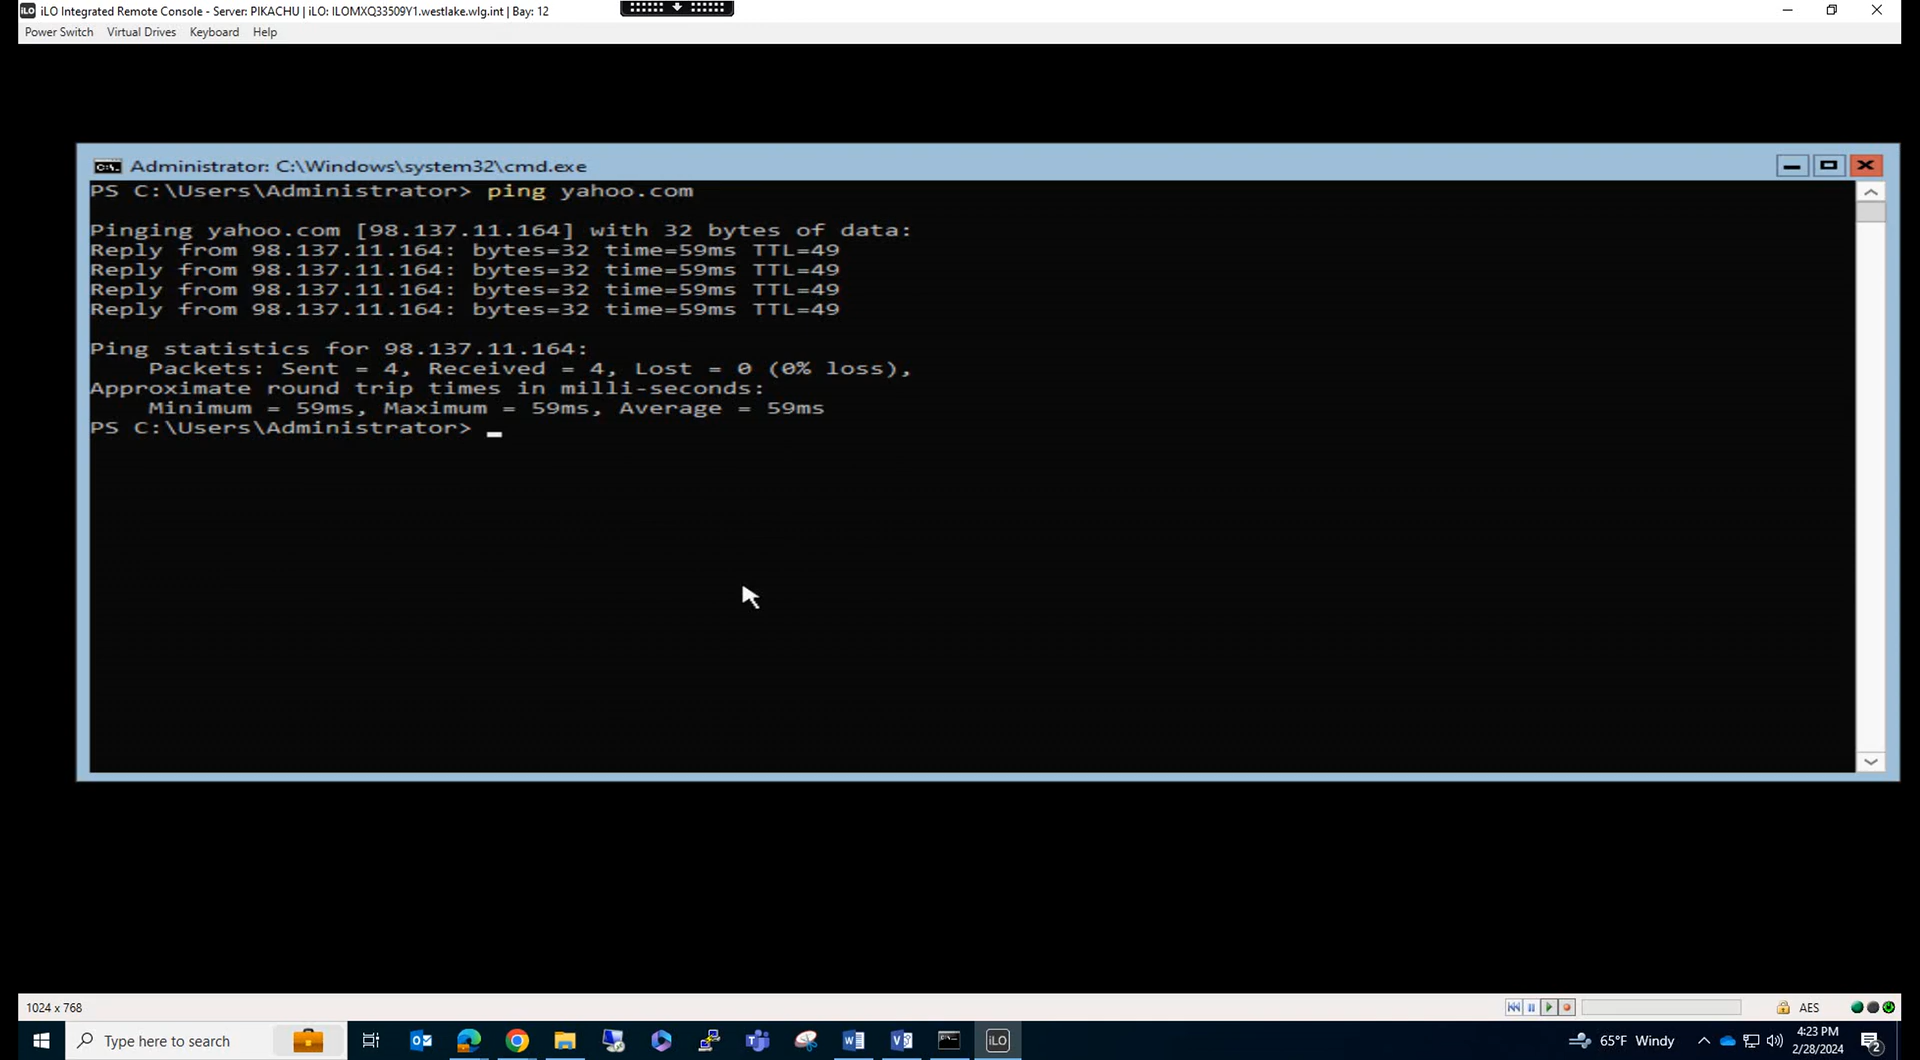 iLO Integrated Remote Console - Server: PIKACHU | iLO: ILOMXQ33509Y1.westlake.wlg.int | Bay: 12
Power Switch Virtual Drives Keyboard Help
Administrator: C:\Windows\system32\cmd.exe
PS C:\Users\Administrator> ping yahoo.com
Pinging yahoo.com [98.137.11.164] with 32 bytes of data:
Reply from 98.137.11.164: bytes=32 time=59ms TTL=49
Reply from 98.137.11.164: bytes=32 time=59ms TTL=49
Reply from 98.137.11.164: bytes=32 time=59ms TTL=49
Reply from 98.137.11.164: bytes=32 time=59ms TTL=49
Ping statistics for 98.137.11.164:
Packets: Sent = 4, Received = 4, Lost = 0 (0% loss),
Approximate round trip times in milli-seconds:
Minimum = 59ms, Maximum = 59ms, Average = 59ms
PS C:\Users\Administrator> _
1024 x 768
AES
Type here to search
iLO
65°F Windy
4:23 PM
2/28/2024
2